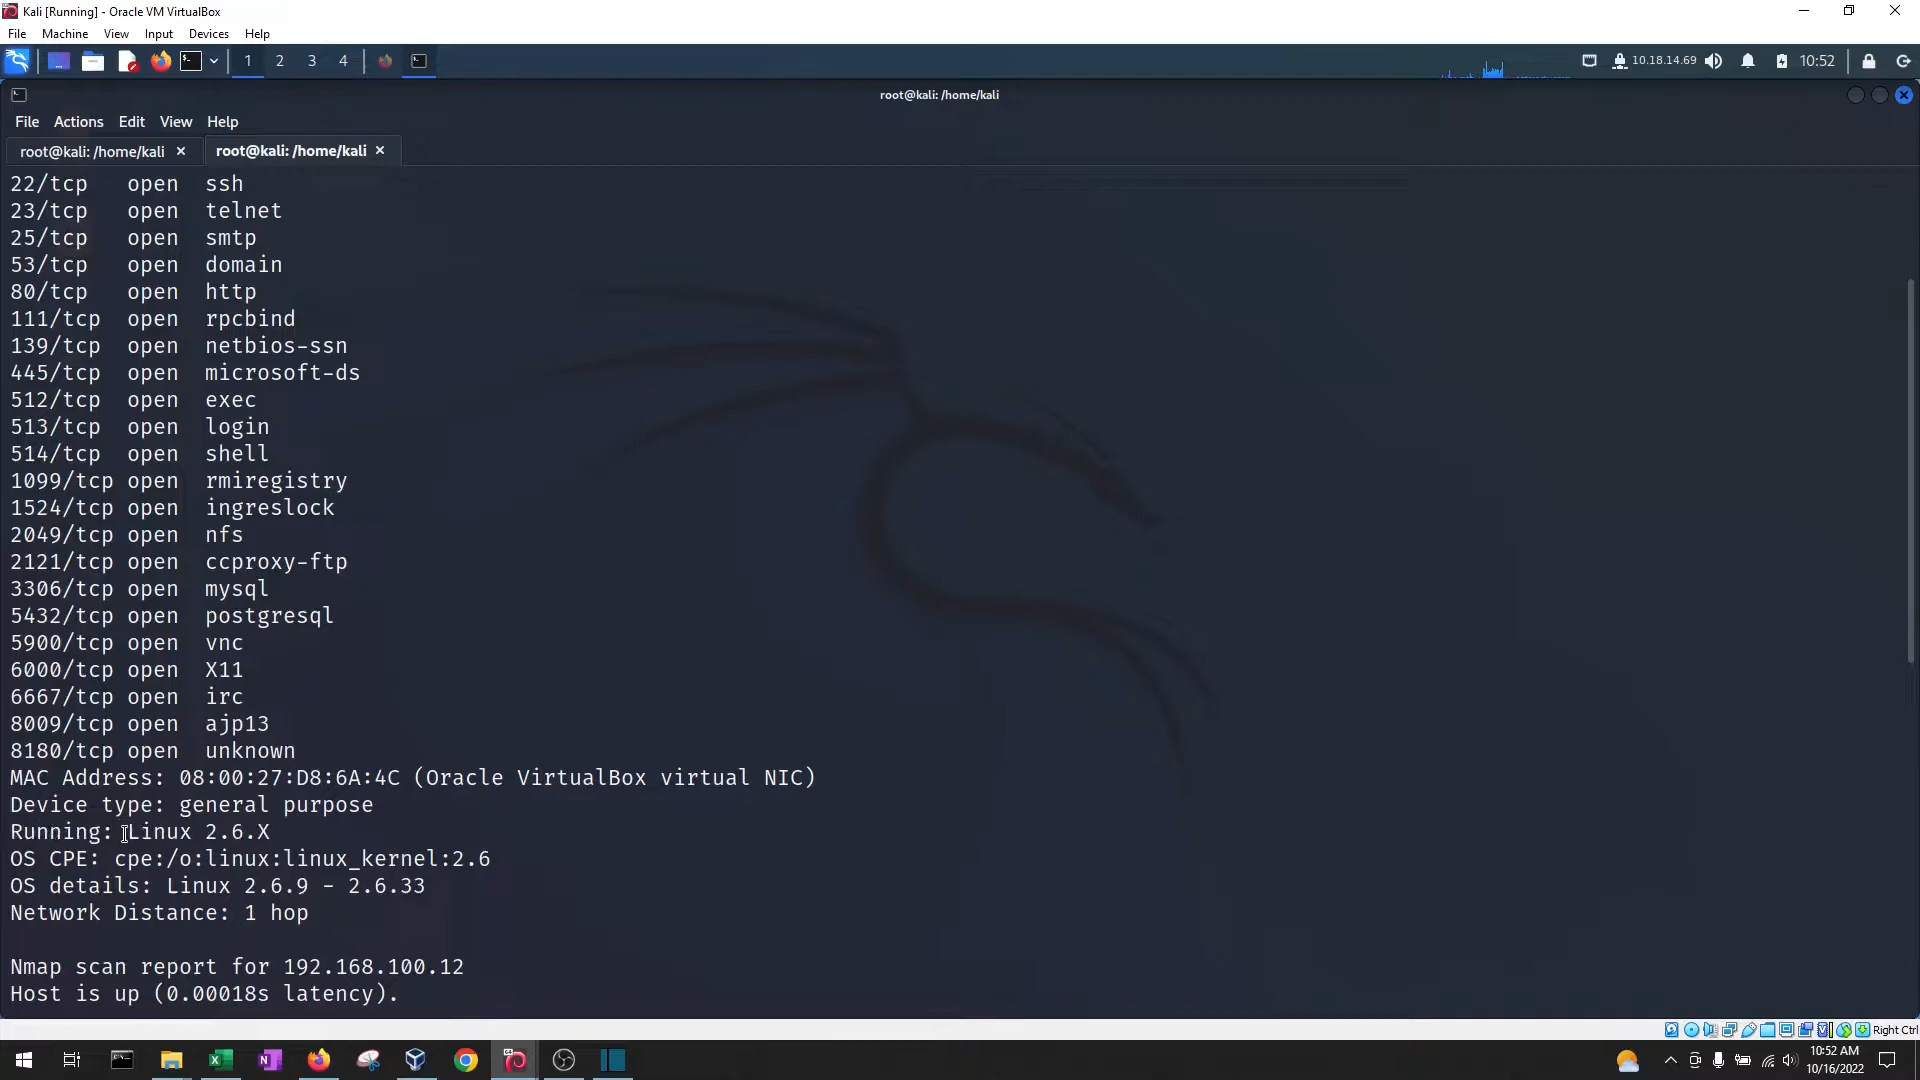 Kali [Running] - Oracle VM VirtualBox
File Machine View Input Devices Help
1 2 3 4 10.18.14.69 10:52
root@kali: /home/kali
File Actions Edit View Help
root@kali: /home/kali × root@kali: /home/kali ×
22/tcp open ssh
23/tcp open telnet
25/tcp open smtp
53/tcp open domain
80/tcp open http
111/tcp open rpcbind
139/tcp open netbios-ssn
445/tcp open microsoft-ds
512/tcp open exec
513/tcp open login
514/tcp open shell
1099/tcp open rmiregistry
1524/tcp open ingreslock
2049/tcp open nfs
2121/tcp open ccproxy-ftp
3306/tcp open mysql
5432/tcp open postgresql
5900/tcp open vnc
6000/tcp open X11
6667/tcp open irc
8009/tcp open ajp13
8180/tcp open unknown
MAC Address: 08:00:27:D8:6A:4C (Oracle VirtualBox virtual NIC)
Device type: general purpose
Running: Linux 2.6.X
OS CPE: cpe:/o:linux:linux_kernel:2.6
OS details: Linux 2.6.9 - 2.6.33
Network Distance: 1 hop
Nmap scan report for 192.168.100.12
Host is up (0.00018s latency).
Right Ctrl
10:52 AM
10/16/2022